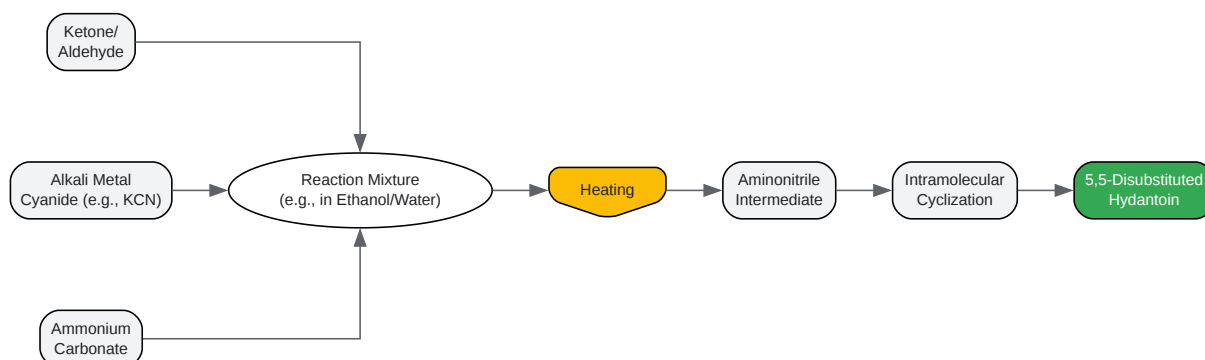 Ketone/
Aldehyde
Alkali Metal
Cyanide (e.g., KCN)
Ammonium
Carbonate
Reaction Mixture
(e.g., in Ethanol/Water)
Heating
Aminonitrile
Intermediate
Intramolecular
Cyclization
5,5-Disubstituted
Hydantoin